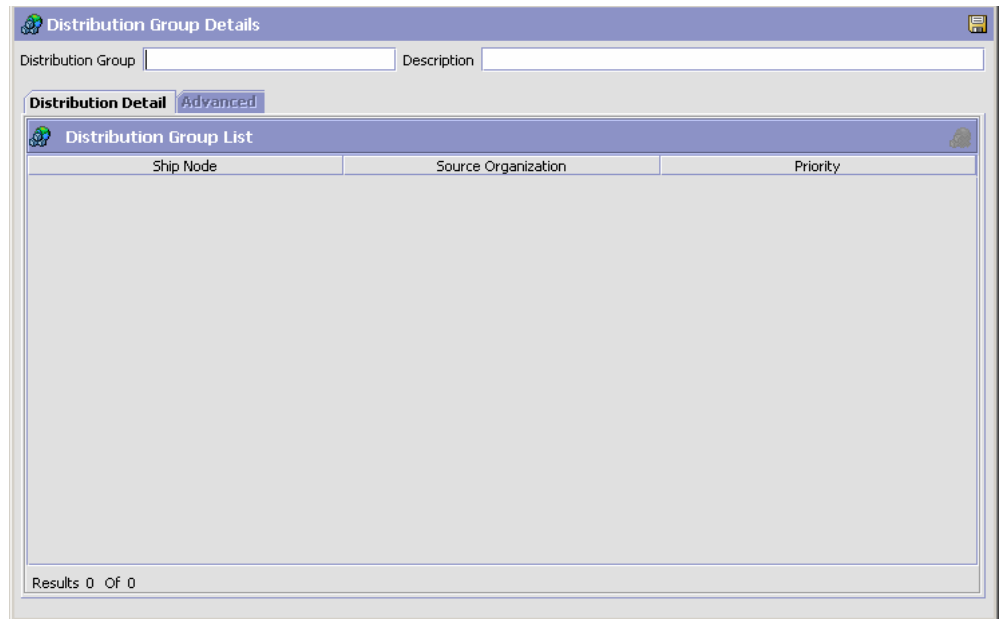 Distribution Group Details
Distribution Group Description
Distribution Detail Advanced
Distribution Group List
Ship Node Source Organization Priority
Results 0 Of 0